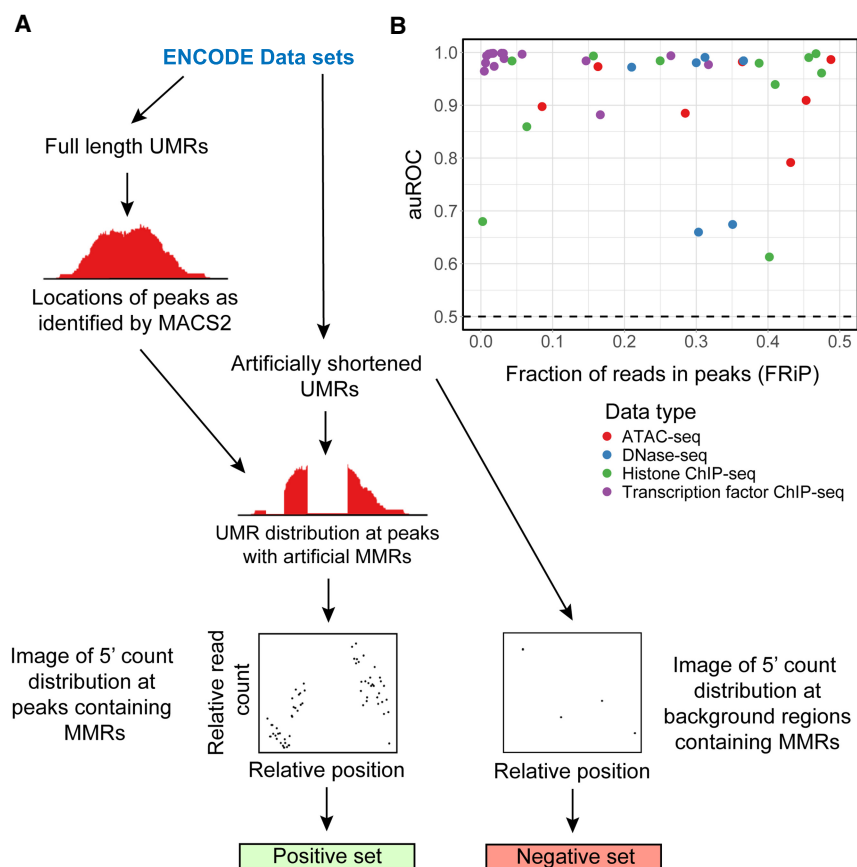 A
ENCODE Data sets
Full length UMRs
Locations of peaks as
identified by MACS2
Artificially shortened
UMRs
UMR distribution at peaks
with artificial MMRs
Image of 5' count
distribution at
peaks containing
MMRs
Relative read
count
Relative position
Positive set
Relative position
Negative set
Image of 5' count
distribution at
background regions
containing MMRs
B
auROC
1.0
0.9
0.8
0.7
0.6
0.5
0.0 0.1 0.2 0.3 0.4 0.5
Fraction of reads in peaks (FRiP)
Data type
ATAC-seq
DNase-seq
Histone ChIP-seq
Transcription factor ChIP-seq